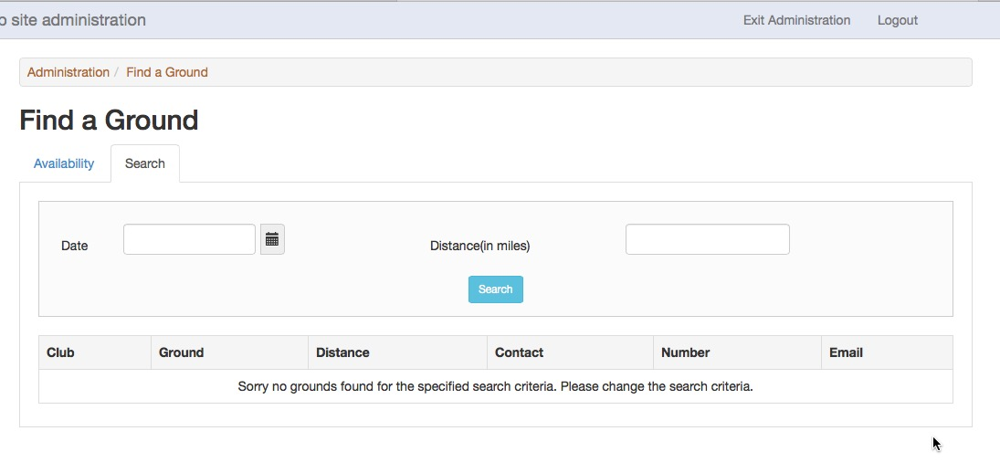 site administration Exit Administration Logout
Administration / Find a Ground
Find a Ground
Availability Search
Date Distance(in miles)
Search
Club Ground Distance Contact Number Email
Sorry no grounds found for the specified search criteria. Please change the search criteria.